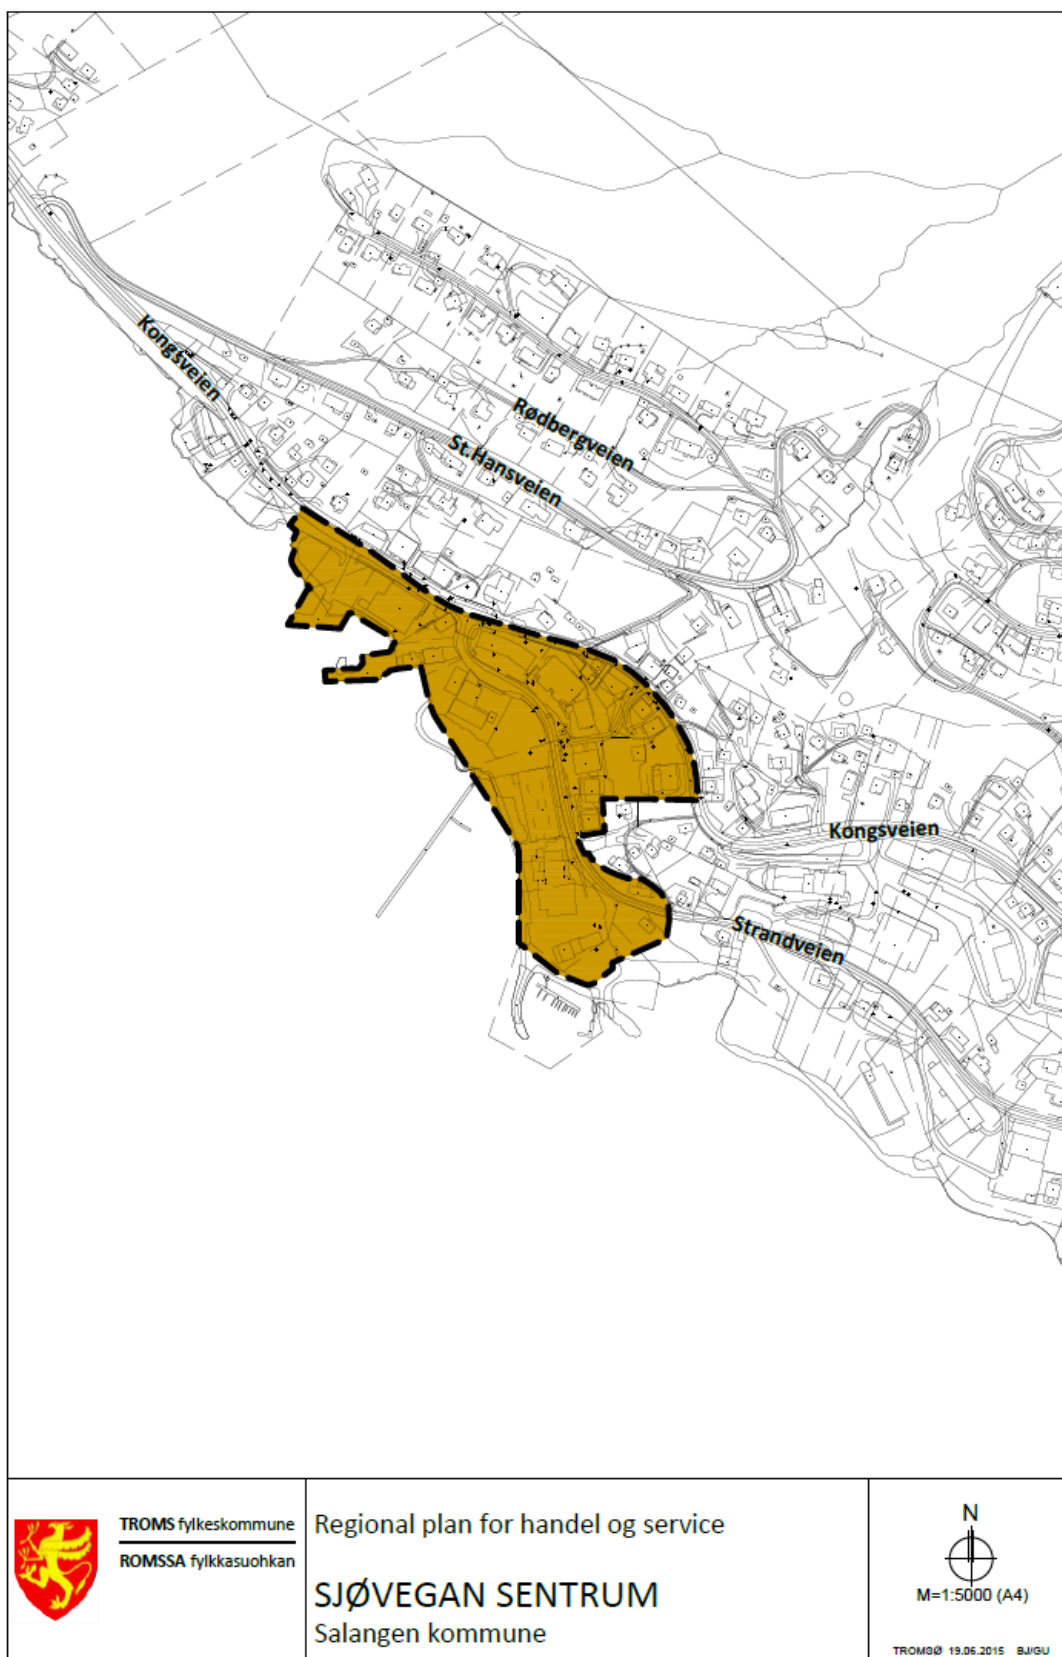 Kongsveien
Rødbergveien
St.Hansveien
Kongsveien
Strandveien
TROMS fylkeskommune
ROMSSA fylkkasuohkan
Regional plan for handel og service
SJØVEGAN SENTRUM
Salangen kommune
N
M=1:5000 (A4)
TROMSØ 19.06.2015 BJ/GU